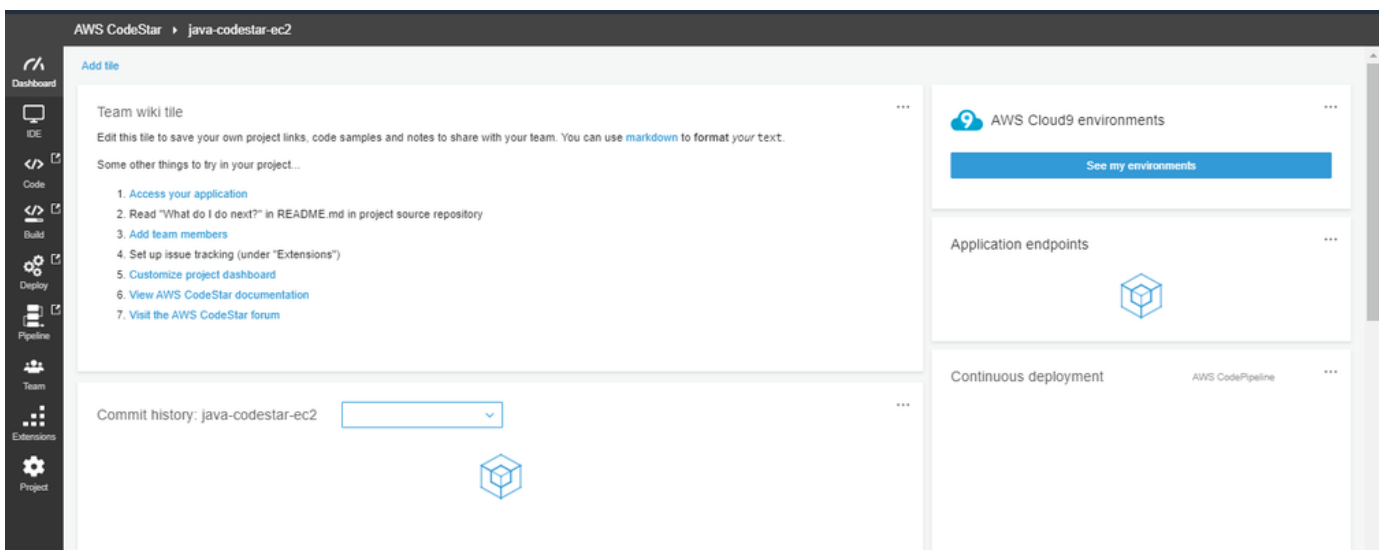 AWS CodeStar ▸ java-codestar-ec2
Dashboard
IDE
Code
Build
Deploy
Pipeline
Team
Extensions
Project
Add tile
Team wiki tile
Edit this tile to save your own project links, code samples and notes to share with your team. You can use markdown to format your text.
Some other things to try in your project...
1. Access your application
2. Read "What do I do next?" in README.md in project source repository
3. Add team members
4. Set up issue tracking (under "Extensions")
5. Customize project dashboard
6. View AWS CodeStar documentation
7. Visit the AWS CodeStar forum
Commit history: java-codestar-ec2
9 AWS Cloud9 environments
See my environments
Application endpoints
Continuous deployment AWS CodePipeline